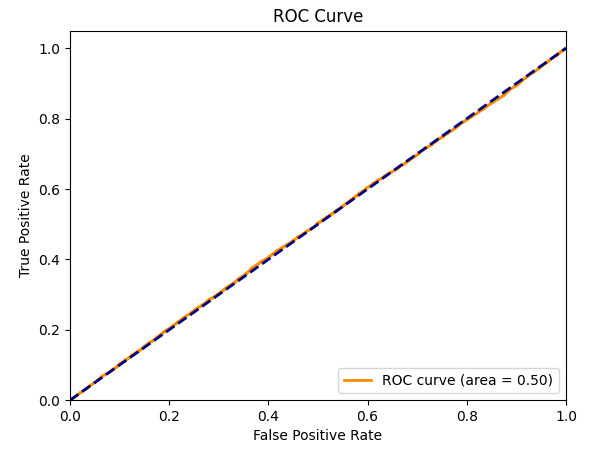 ROC Curve
True Positive Rate
1.0
0.8
0.6
0.4
0.2
0.0
ROC curve (area = 0.50)
0.0 0.2 0.4 0.6 0.8 1.0
False Positive Rate